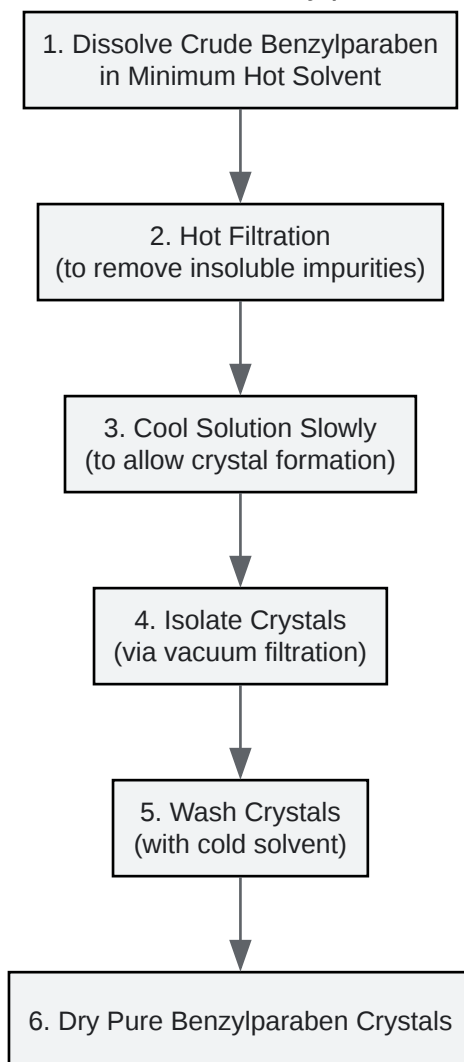 1. Dissolve Crude Benzylparaben
in Minimum Hot Solvent
2. Hot Filtration
(to remove insoluble impurities)
3. Cool Solution Slowly
(to allow crystal formation)
4. Isolate Crystals
(via vacuum filtration)
5. Wash Crystals
(with cold solvent)
6. Dry Pure Benzylparaben Crystals